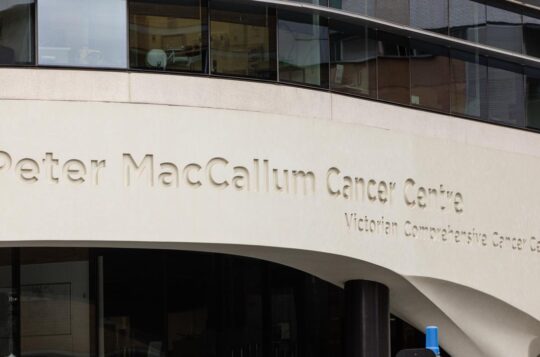 Peter MacCallum Cancer Centre
Victorian Comprehensive Cancer